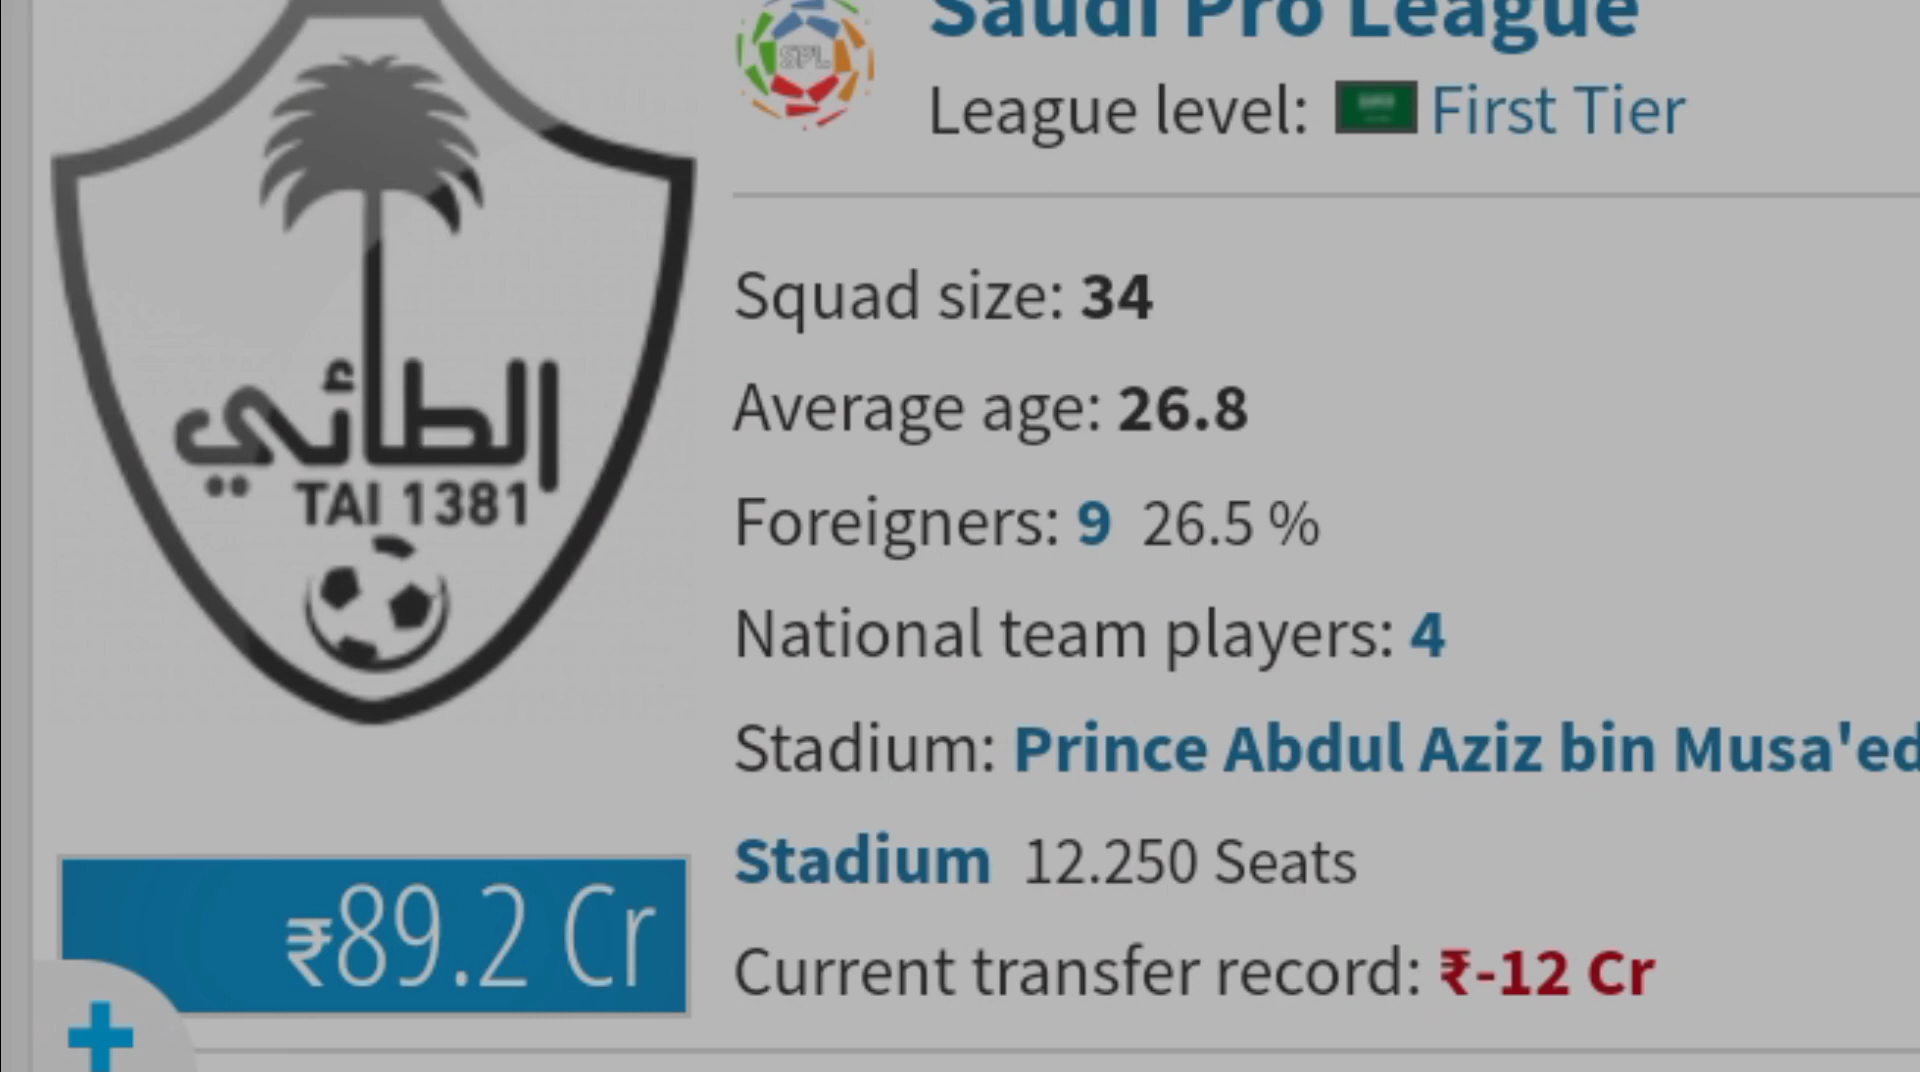 Saudi Pro League
SPL
League level: First Tier
Squad size: 34
Average age: 26.8
Foreigners: 9 26.5 %
National team players: 4
Stadium: Prince Abdul Aziz bin Musa'ed
Stadium 12.250 Seats
Current transfer record: ₹-12 Cr
الطائي
TAI 1381
₹89.2 Cr
+